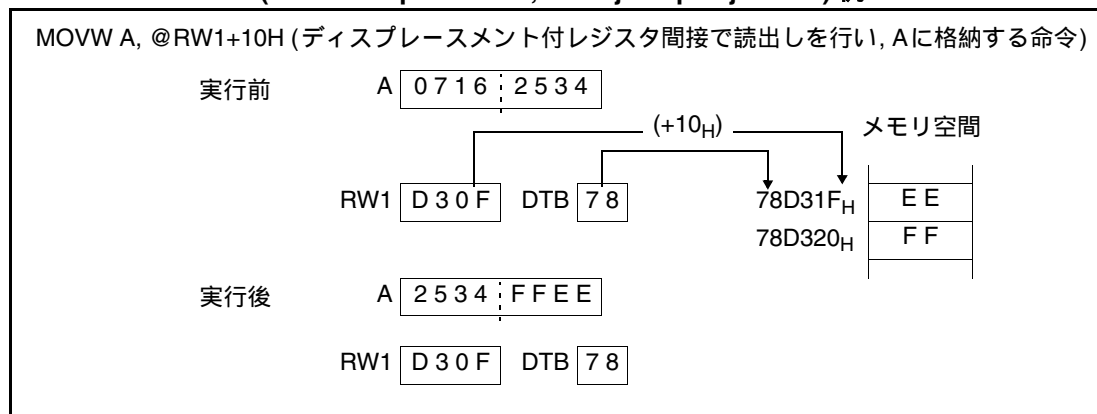 MOVW A, @RW1+10H (ディスプレースメント付レジスタ間接で読出しを行い, Aに格納する命令)
実行前 A 0716 2534
(+10H) メモリ空間
RW1 D30F DTB 78 78D31FH EE
78D320H FF
実行後 A 2534 FFEE
RW1 D30F DTB 78